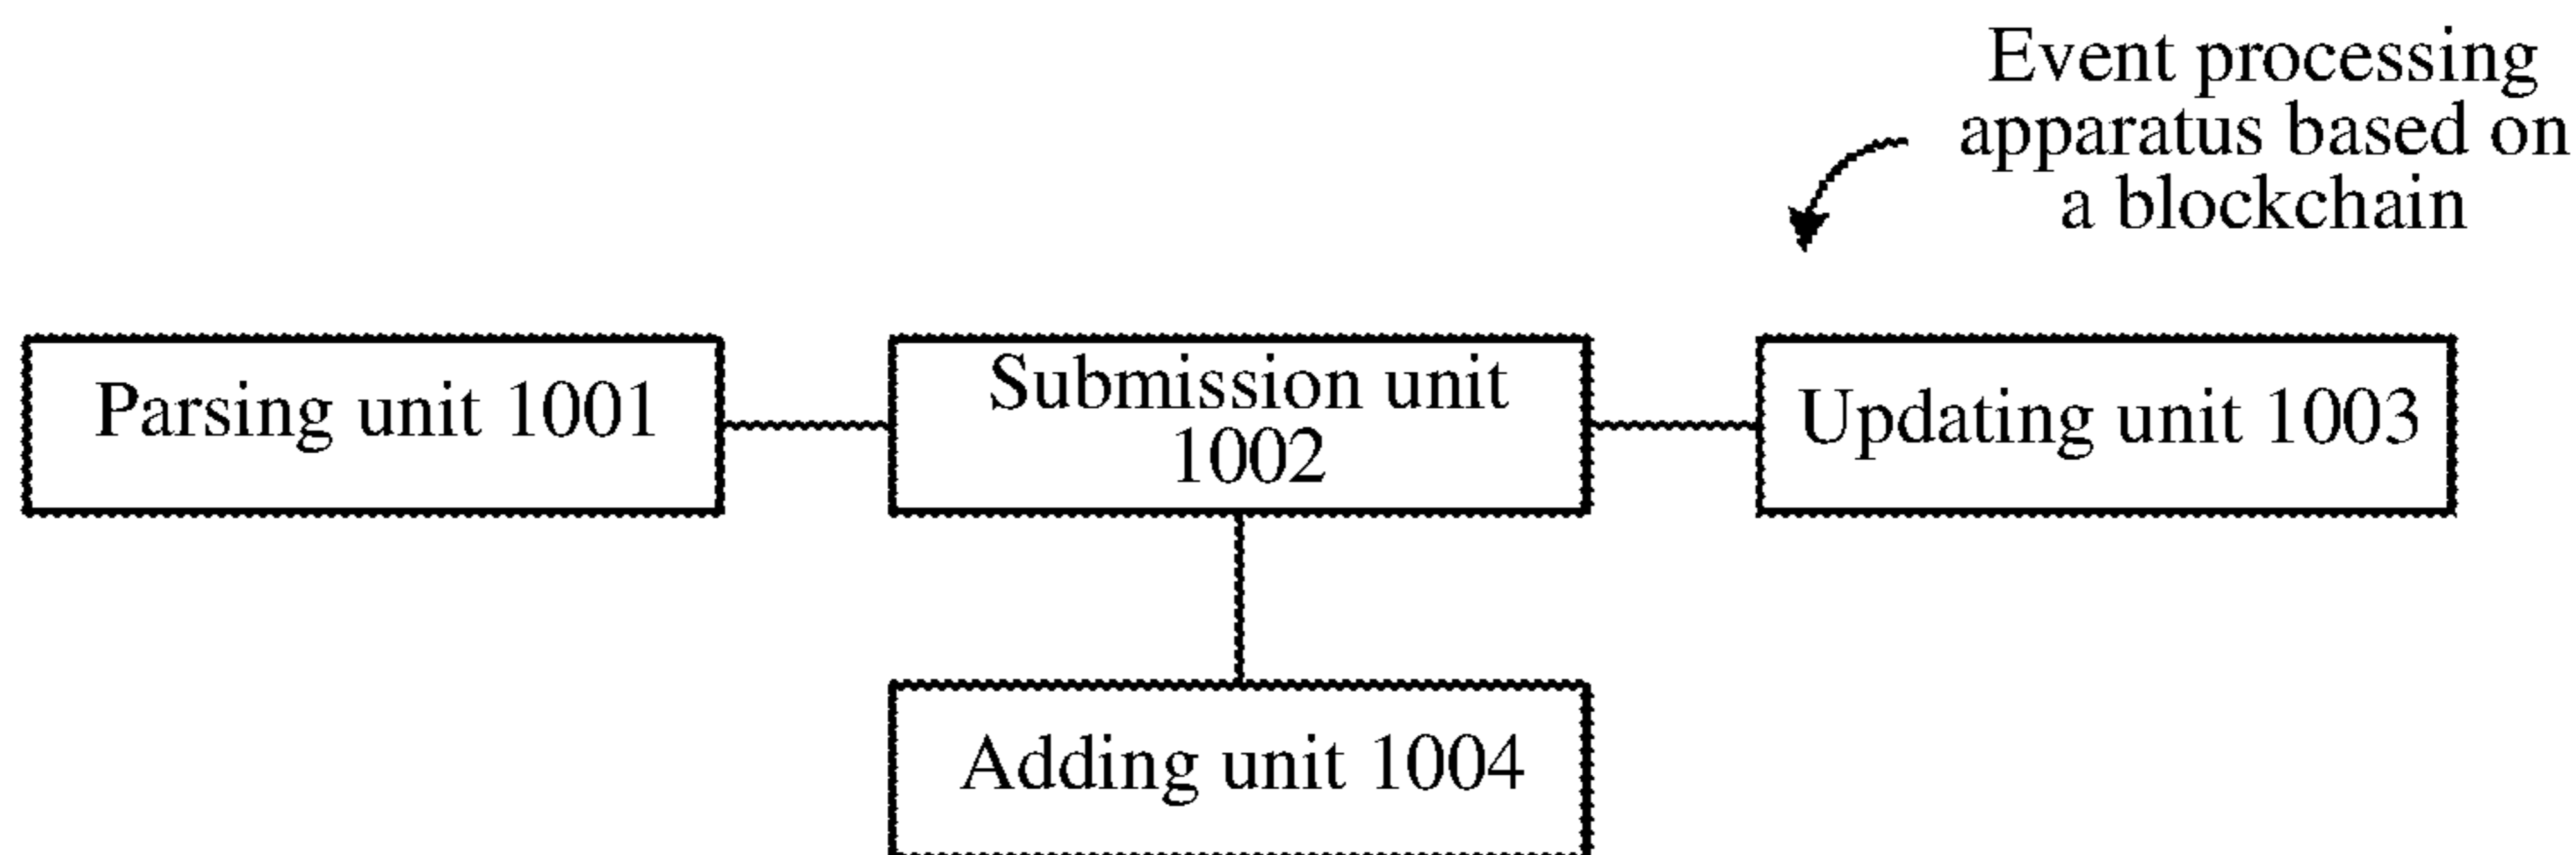 Event processing
apparatus based on
a blockchain
Parsing unit 1001
Submission unit
1002
Updating unit 1003
Adding unit 1004